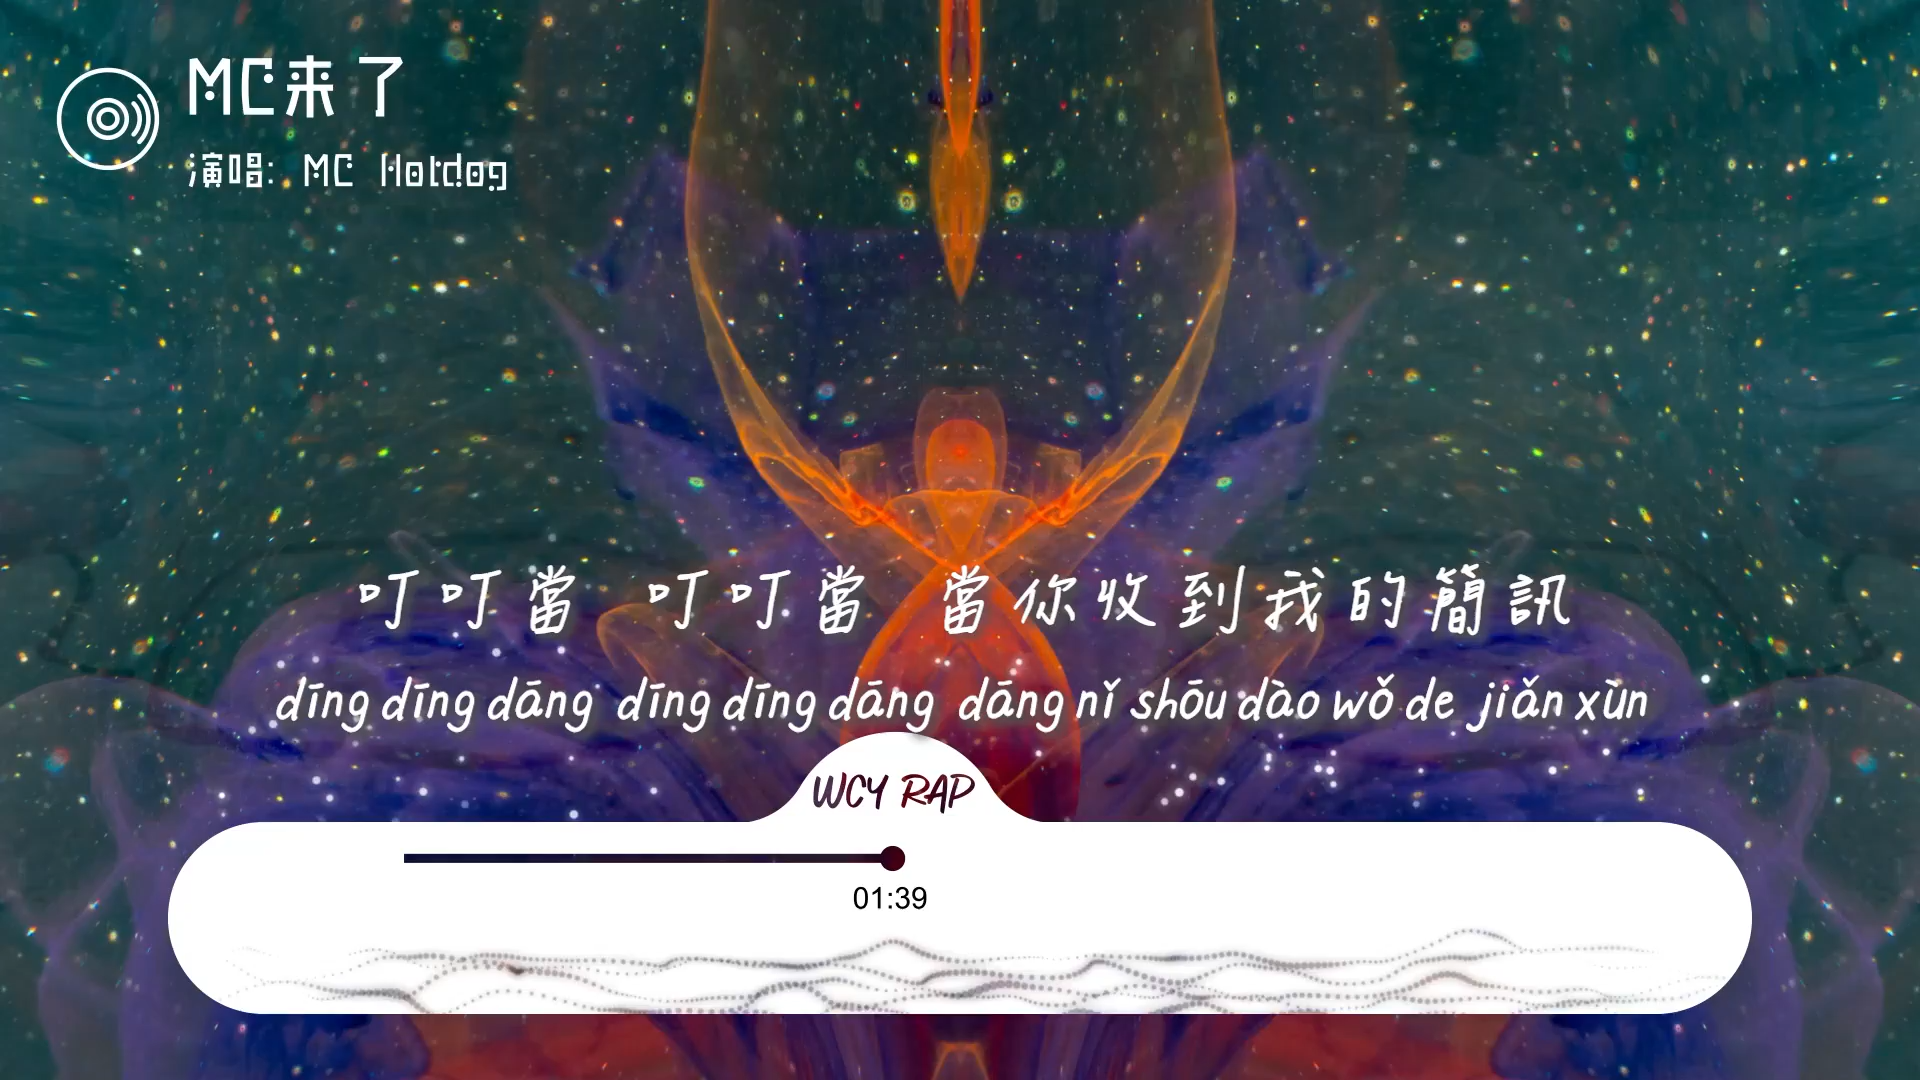 MC来了
演唱: MC Hotdog
叮叮當 叮叮當 當你收到我的簡訊
dīng dīng dāng dīng dīng dāng dāng nǐ shōu dào wǒ de jiǎn xùn
WCY RAP
01:39